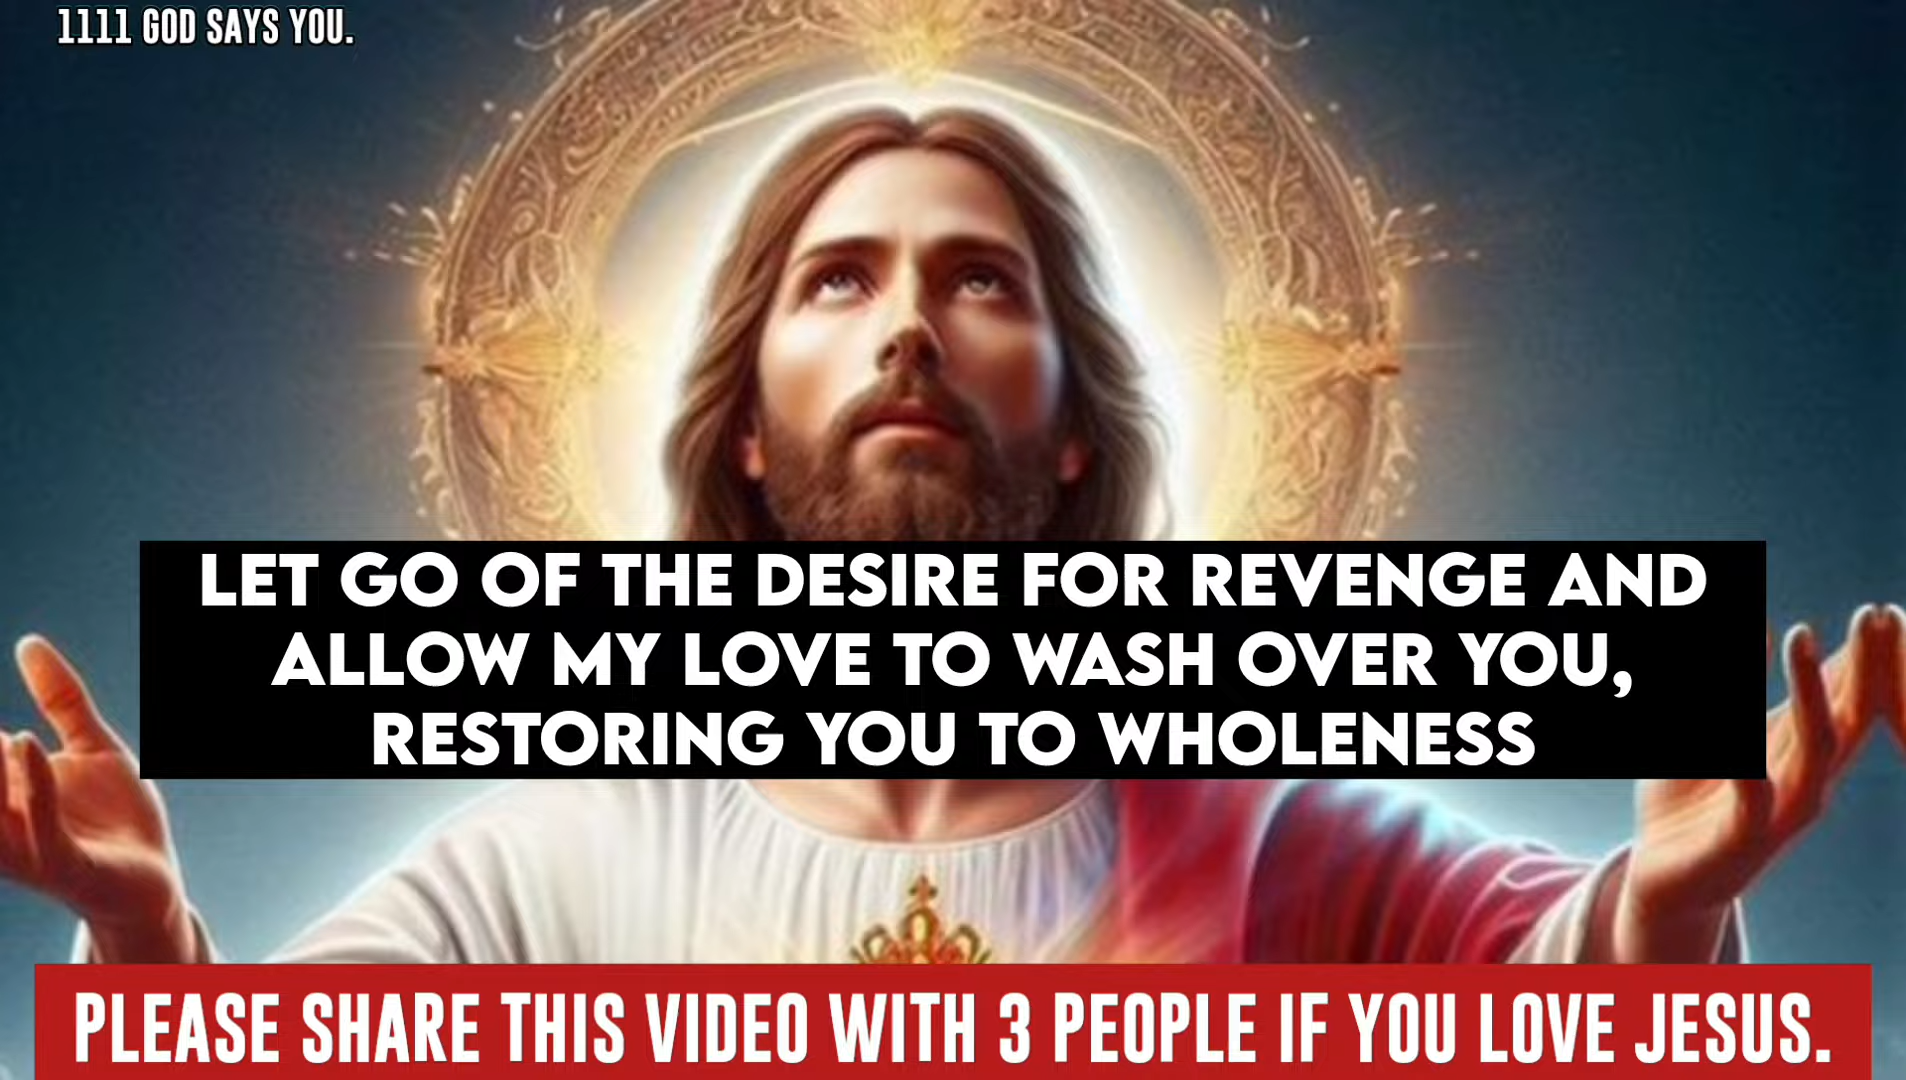 1111 GOD SAYS YOU.
LET GO OF THE DESIRE FOR REVENGE AND
ALLOW MY LOVE TO WASH OVER YOU,
RESTORING YOU TO WHOLENESS
PLEASE SHARE THIS VIDEO WITH 3 PEOPLE IF YOU LOVE JESUS.